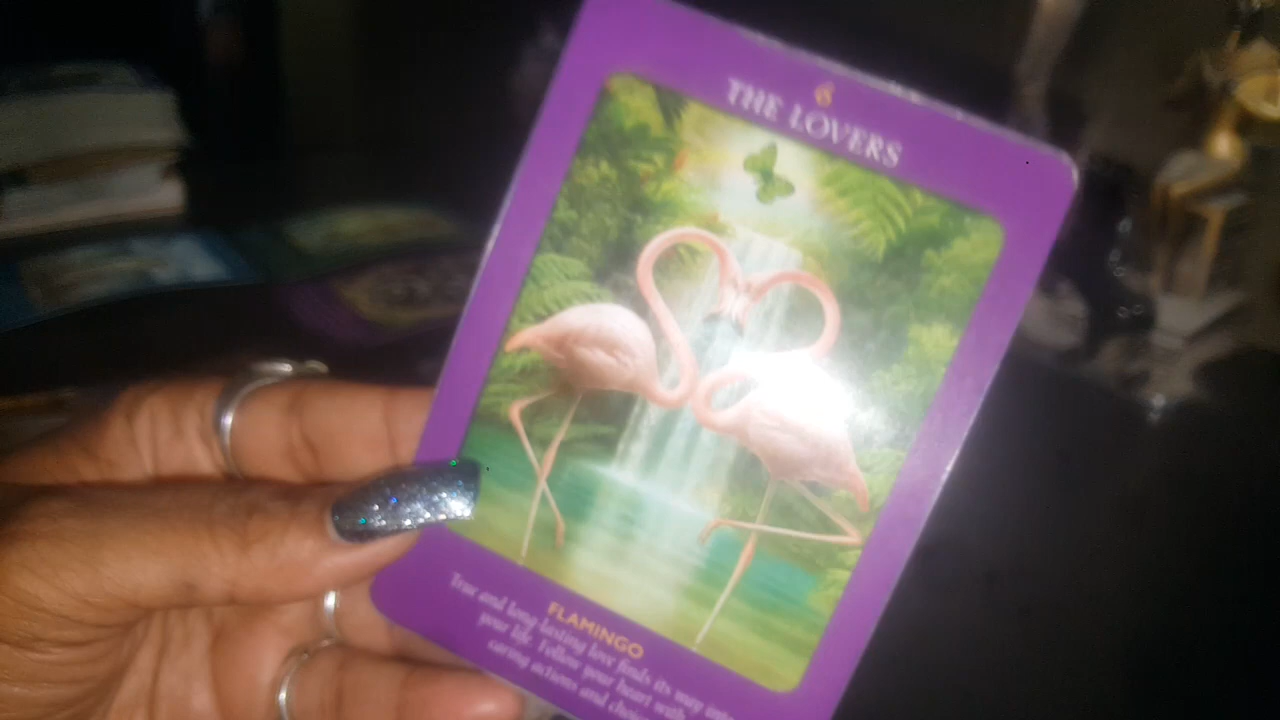 6
THE LOVERS
FLAMINGO
True and long lasting love finds its way into
your life. Follow your heart with
caring actions and